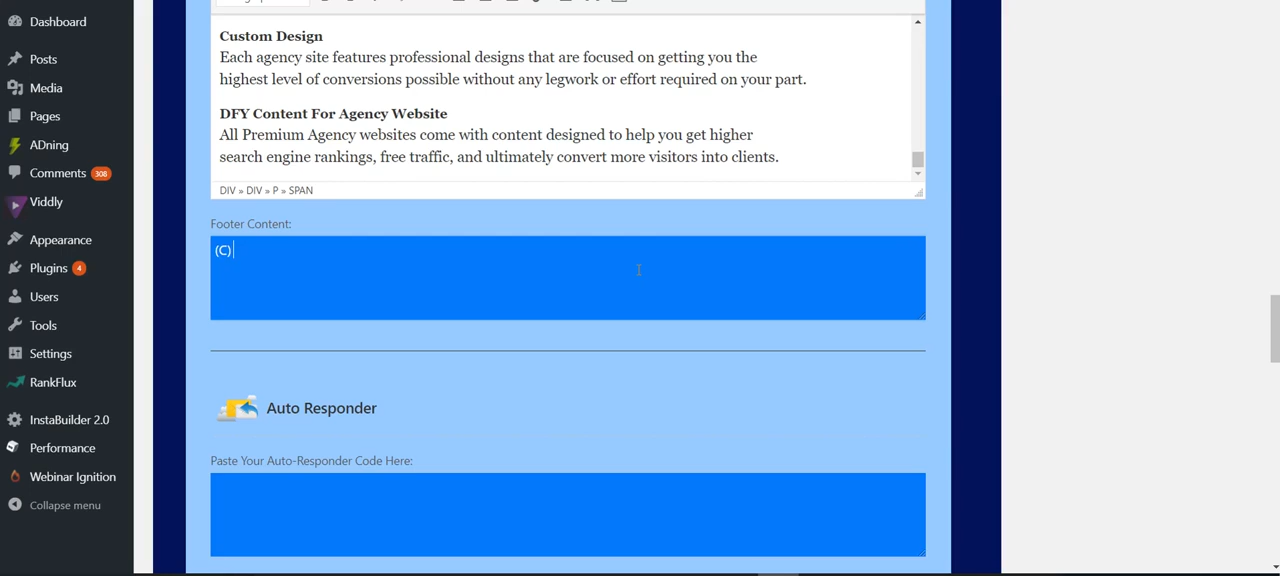 Dashboard
Posts
Media
Pages
ADning
Comments 308
Viddly
Appearance
Plugins 4
Users
Tools
Settings
RankFlux
InstaBuilder 2.0
Performance
Webinar Ignition
Collapse menu
Custom Design
Each agency site features professional designs that are focused on getting you the
highest level of conversions possible without any legwork or effort required on your part.
DFY Content For Agency Website
All Premium Agency websites come with content designed to help you get higher
search engine rankings, free traffic, and ultimately convert more visitors into clients.
DIV » DIV » P » SPAN
Footer Content:
(C)
Auto Responder
Paste Your Auto-Responder Code Here: